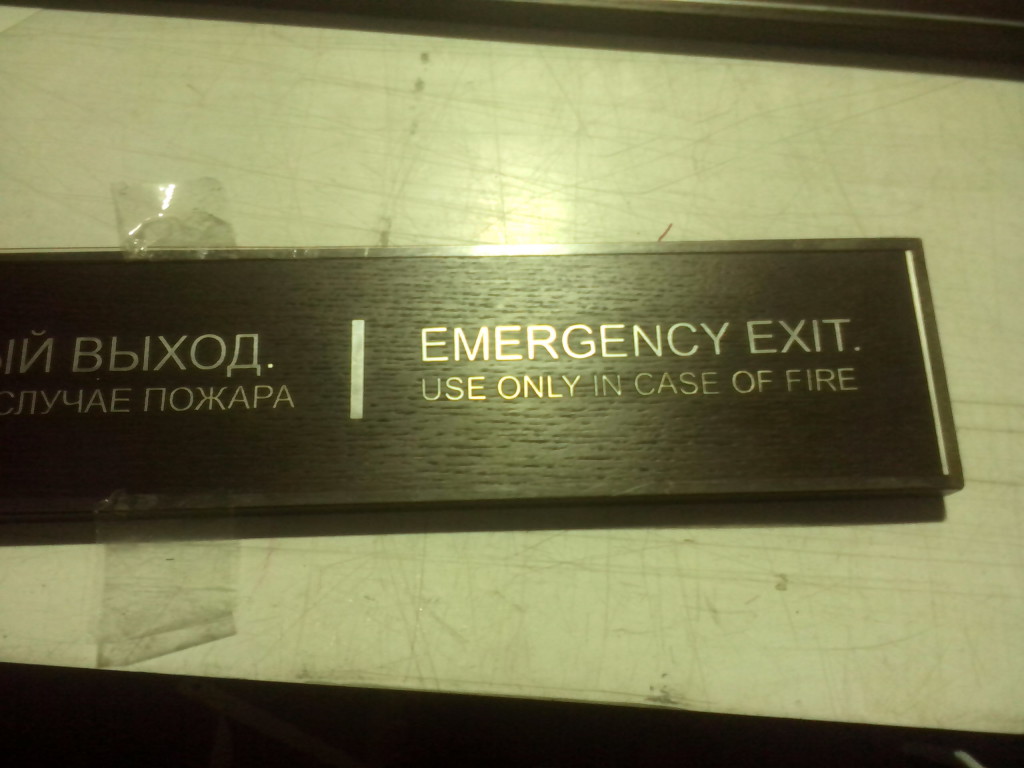 ВЫХОД.
СЛУЧАЕ ПОЖАРА
EMERGENCY EXIT.
USE ONLY IN CASE OF FIRE